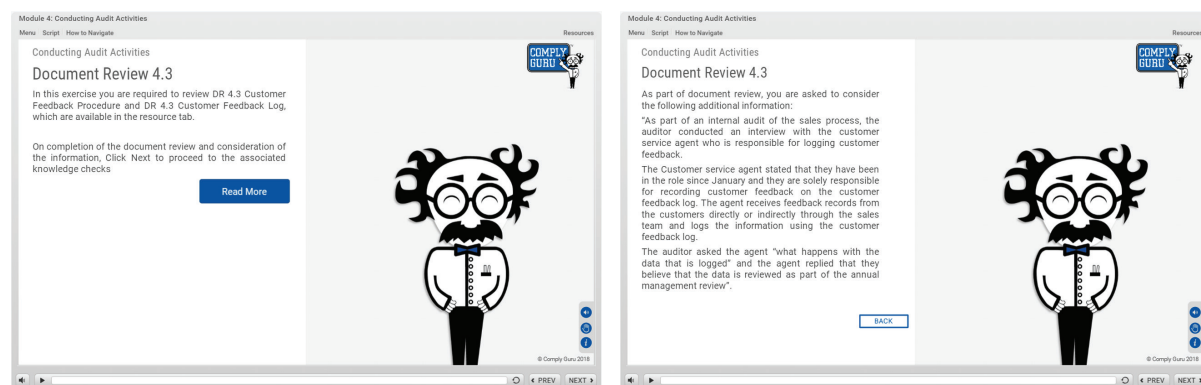 Module 4: Conducting Audit Activities
Menu Script How to Navigate Resources
Conducting Audit Activities
COMPLY GURU
Document Review 4.3
In this exercise you are required to review DR 4.3 Customer
Feedback Procedure and DR 4.3 Customer Feedback Log,
which are available in the resource tab.
On completion of the document review and consideration of
the information, Click Next to proceed to the associated
knowledge checks
Read More
© Comply Guru 2018
PREV NEXT
Module 4: Conducting Audit Activities
Menu Script How to Navigate Resources
Conducting Audit Activities
COMPLY GURU
Document Review 4.3
As part of document review, you are asked to consider
the following additional information:
"As part of an internal audit of the sales process, the
auditor conducted an interview with the customer
service agent who is responsible for logging customer
feedback.
The Customer service agent stated that they have been
in the role since January and they are solely responsible
for recording customer feedback on the customer
feedback log. The agent receives feedback records from
the customers directly or indirectly through the sales
team and logs the information using the customer
feedback log.
The auditor asked the agent "what happens with the
data that is logged" and the agent replied that they
believe that the data is reviewed as part of the annual
management review".
BACK
© Comply Guru 2018
PREV NEXT